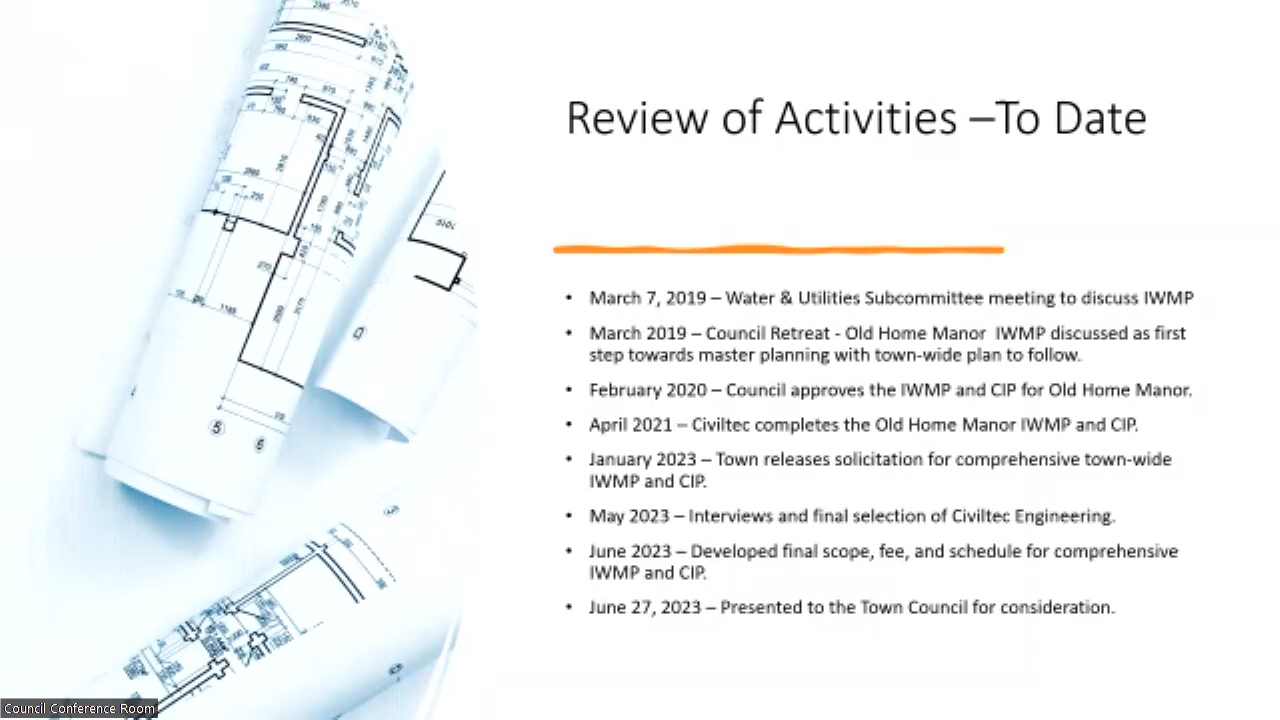 Review of Activities –To Date
• March 7, 2019 – Water & Utilities Subcommittee meeting to discuss IWMP
• March 2019 – Council Retreat - Old Home Manor  IWMP discussed as first
step towards master planning with town-wide plan to follow.
• February 2020 – Council approves the IWMP and CIP for Old Home Manor.
• April 2021 – Civiltec completes the Old Home Manor IWMP and CIP.
• January 2023 – Town releases solicitation for comprehensive town-wide
IWMP and CIP.
• May 2023 – Interviews and final selection of Civiltec Engineering.
• June 2023 – Developed final scope, fee, and schedule for comprehensive
IWMP and CIP.
• June 27, 2023 – Presented to the Town Council for consideration.
5
6
Council Conference Room